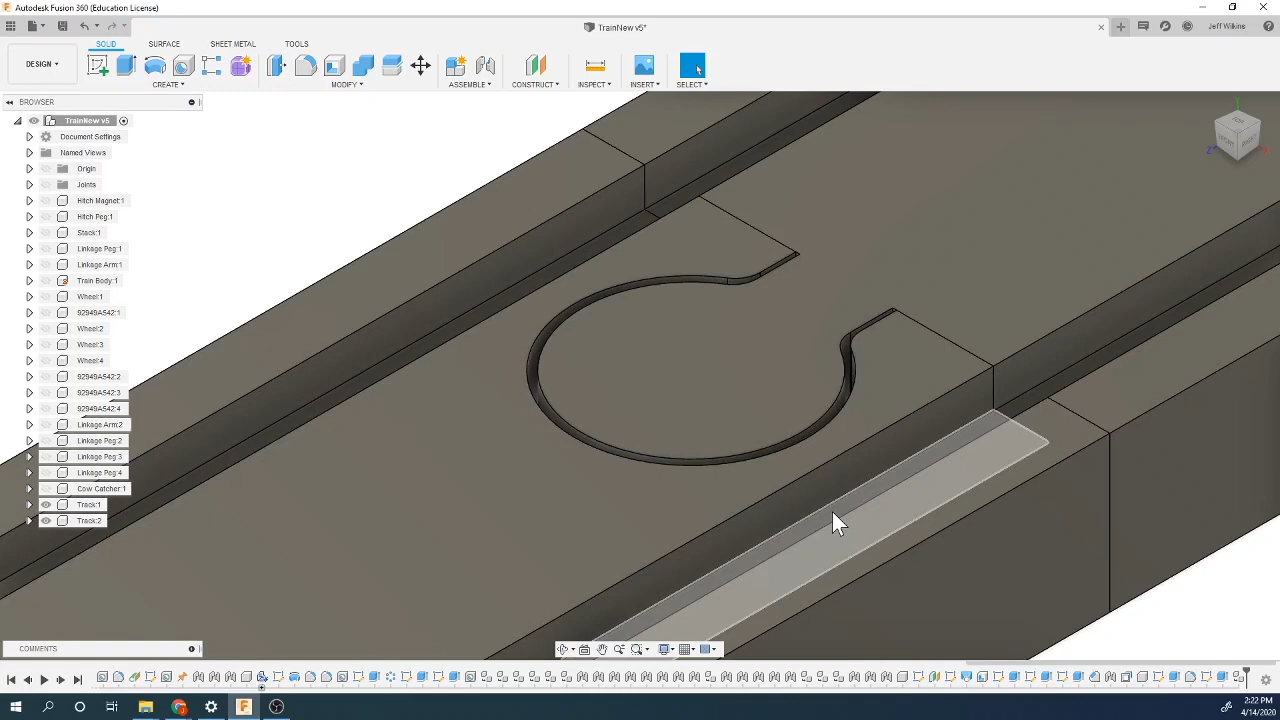 Autodesk Fusion 360 (Education License)
TrainNew v5*
Jeff Wilkins
DESIGN
SOLID SURFACE SHEET METAL TOOLS
CREATE MODIFY ASSEMBLE CONSTRUCT INSPECT INSERT SELECT
BROWSER
TrainNew v5
Document Settings
Named Views
Origin
Joints
Hitch Magnet:1
Hitch Peg:1
Stack:1
Linkage Peg:1
Linkage Arm:1
Train Body:1
Wheel:1
92949A542:1
Wheel:2
Wheel:3
Wheel:4
92949A542:2
92949A542:3
92949A542:4
Linkage Arm:2
Linkage Peg:2
Linkage Peg:3
Linkage Peg:4
Cow Catcher:1
Track:1
Track:2
TOP
FRONT
RIGHT
Y
Z
X
COMMENTS
2:22 PM
4/14/2020